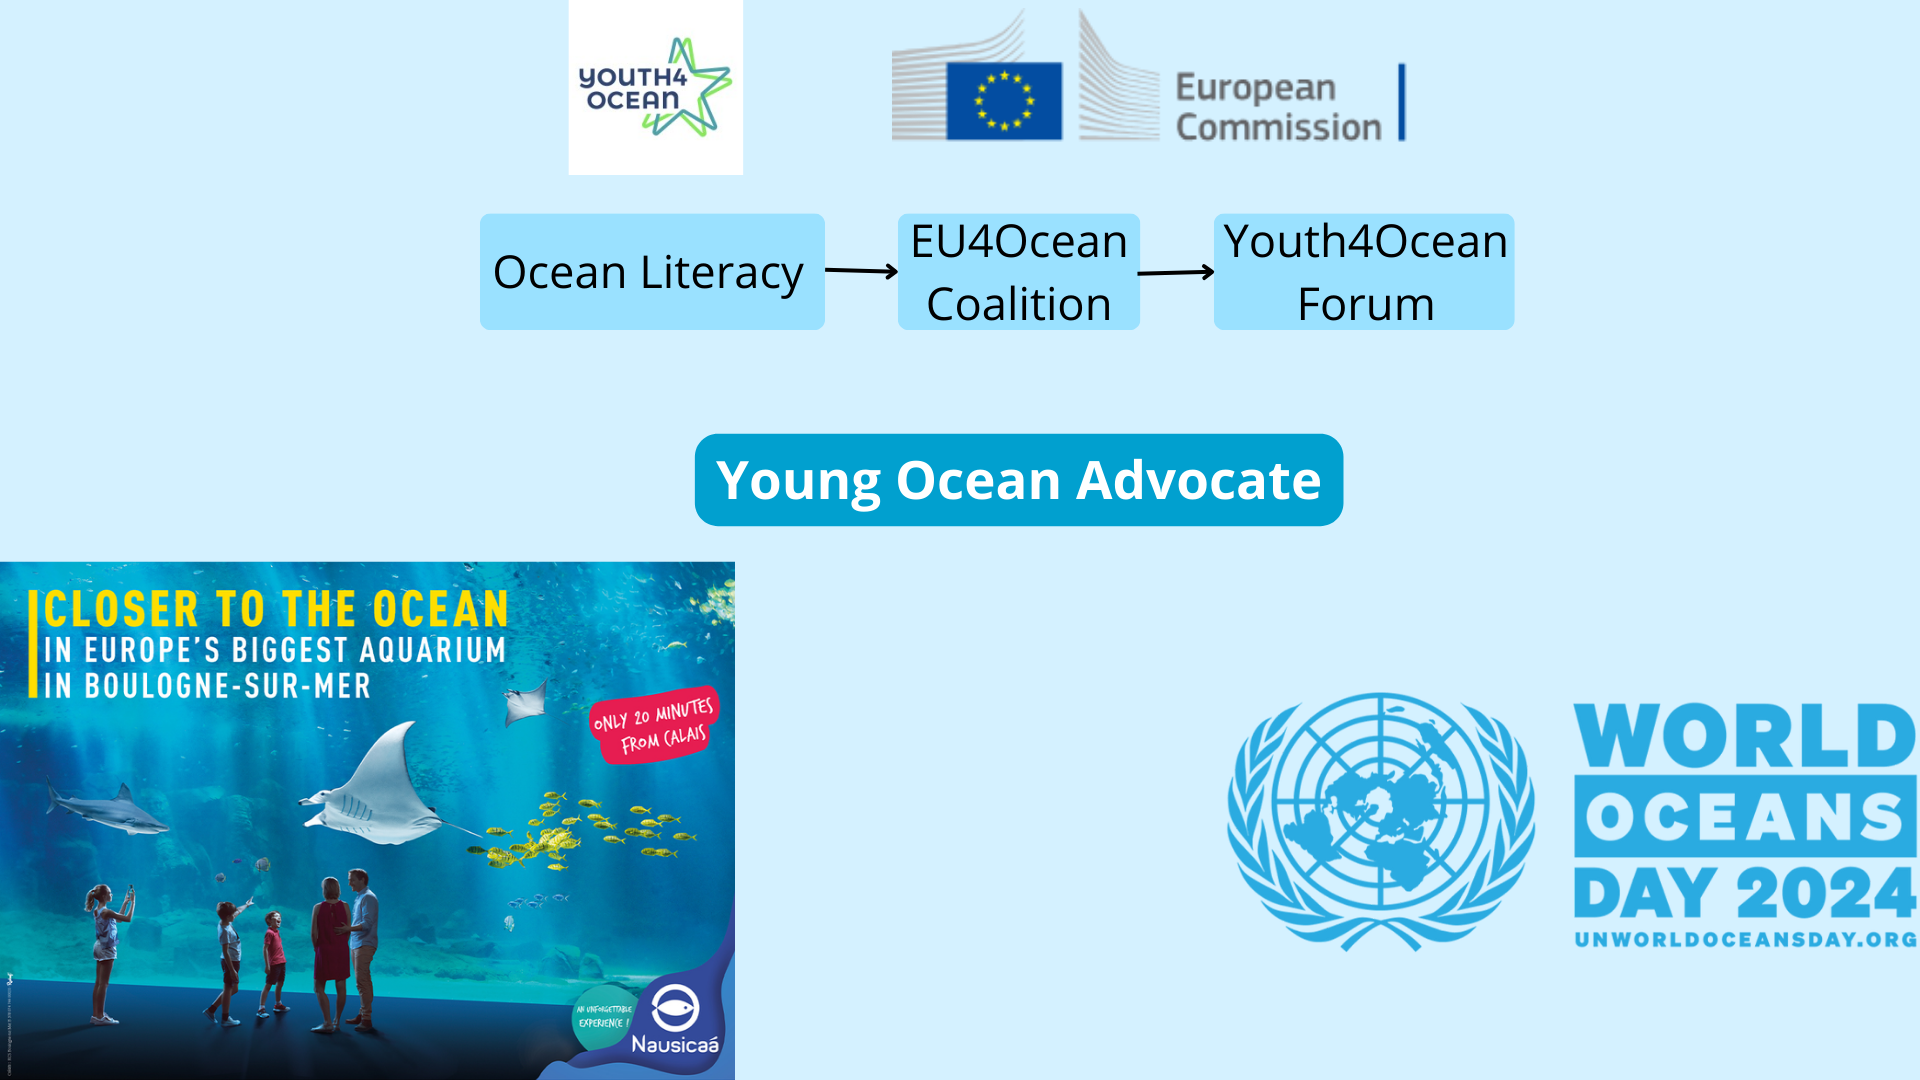 YOUTH4
OCEAN
European
Commission
Ocean Literacy
EU4Ocean
Coalition
Youth4Ocean
Forum
Young Ocean Advocate
CLOSER TO THE OCEAN
IN EUROPE'S BIGGEST AQUARIUM
IN BOULOGNE-SUR-MER
ONLY 20 MINUTES
FROM CALAIS
AN UNFORGETTABLE
EXPERIENCE !
Nausicaá
WORLD
OCEANS
DAY 2024
UNWORLDOCEANSDAY.ORG